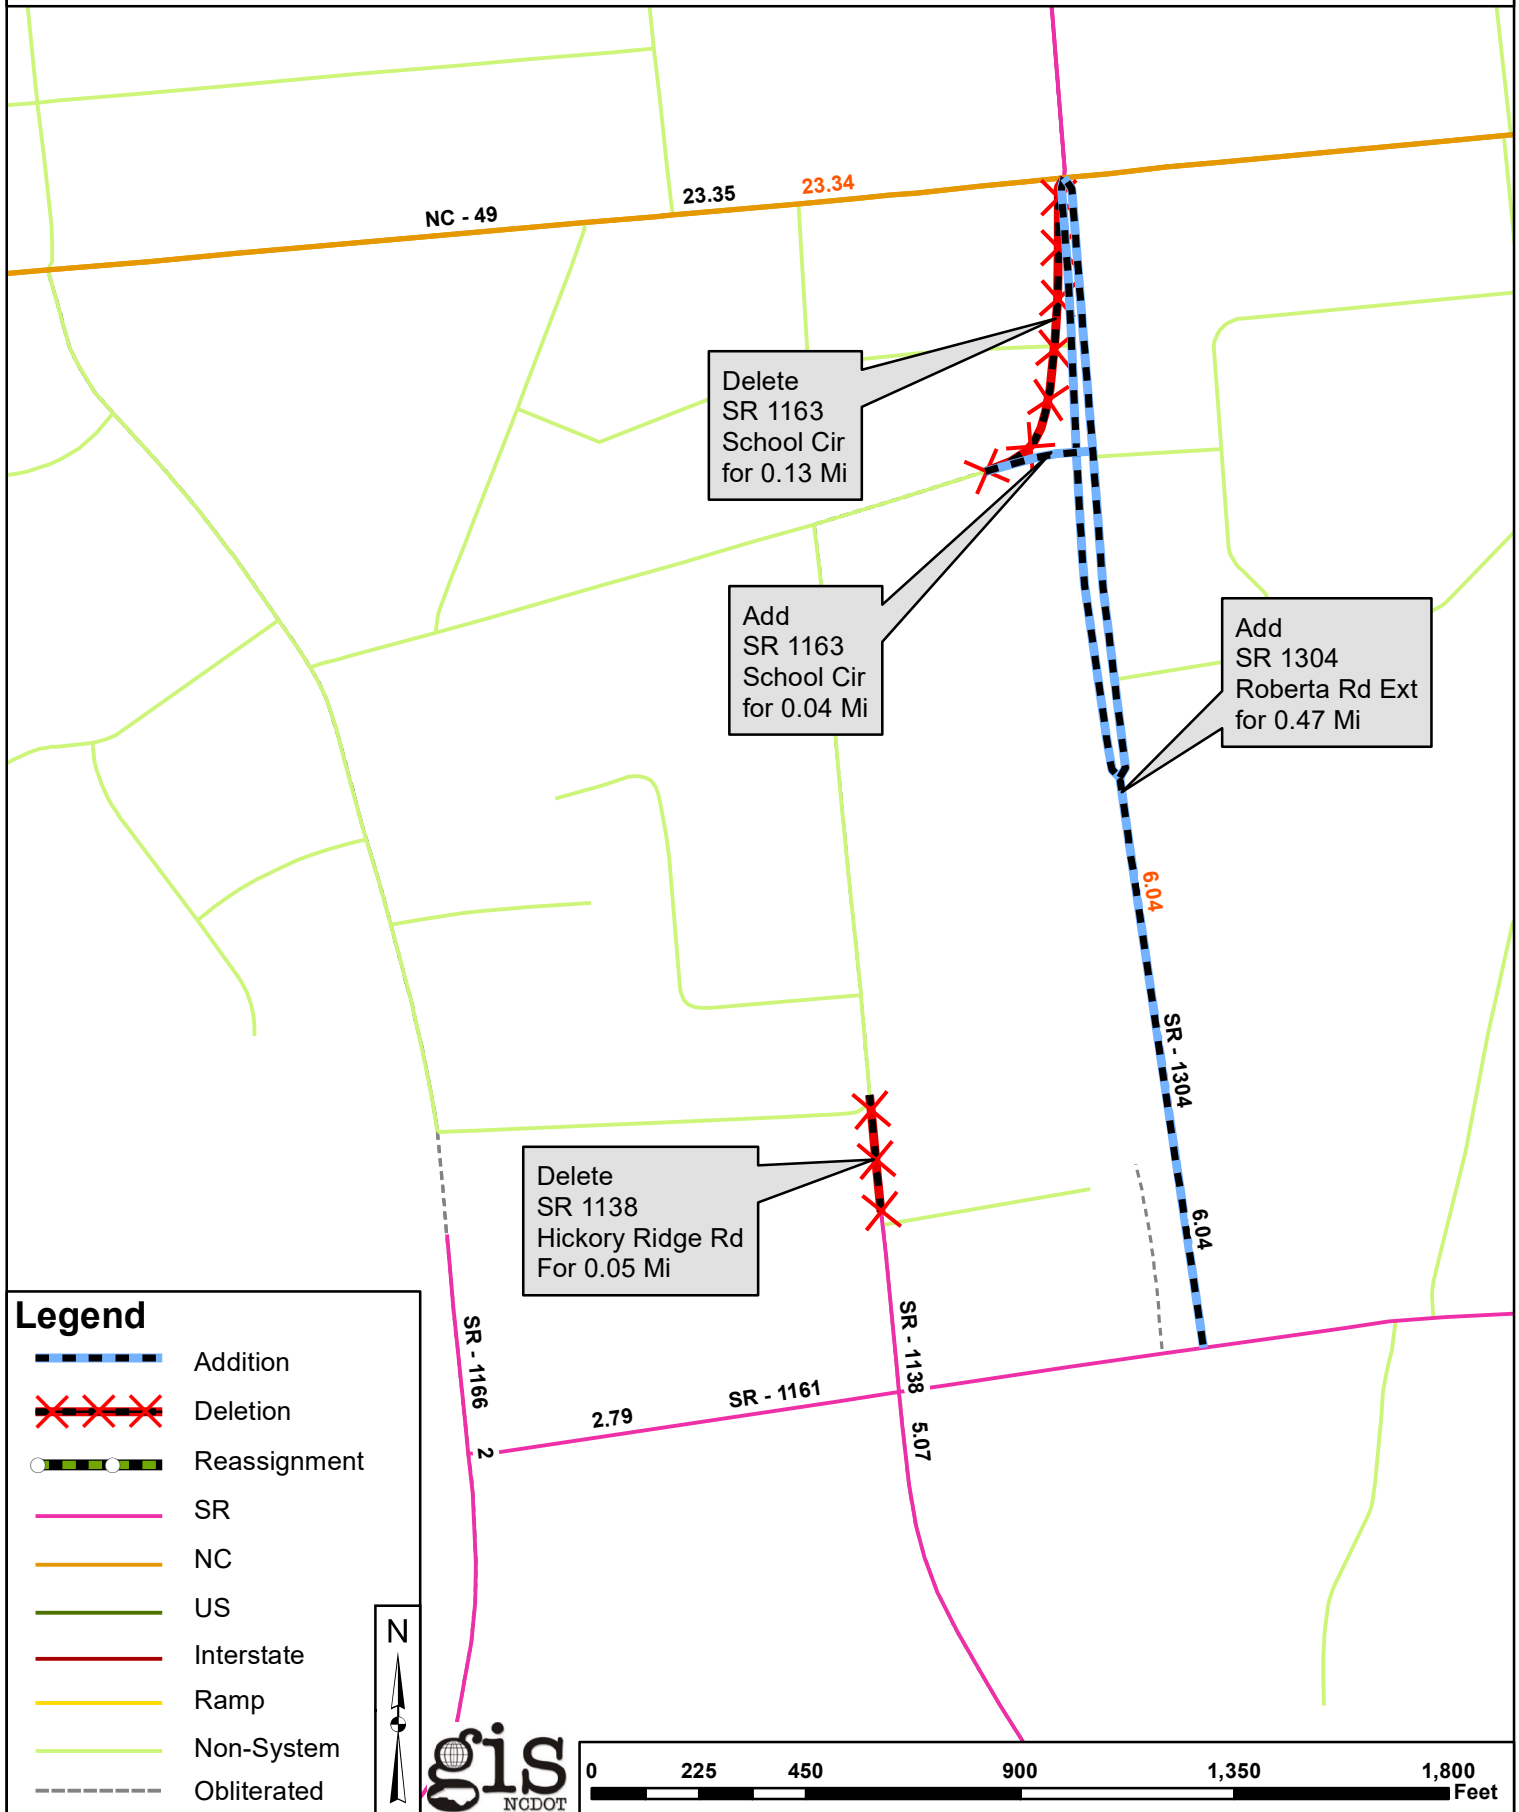 23.35
23.34
NC - 49
Delete
SR 1163
School Cir
for 0.13 Mi
Add
SR 1163
School Cir
for 0.04 Mi
Add
SR 1304
Roberta Rd Ext
for 0.47 Mi
6.04
SR - 1304
6.04
Delete
SR 1138
Hickory Ridge Rd
For 0.05 Mi
SR - 1166
2
2.79
SR - 1161
SR - 1138
5.07
Legend
Addition
Deletion
Reassignment
SR
NC
US
Interstate
Ramp
Non-System
Obliterated
N
gis
NCDOT
0 225 450 900 1,350 1,800
Feet